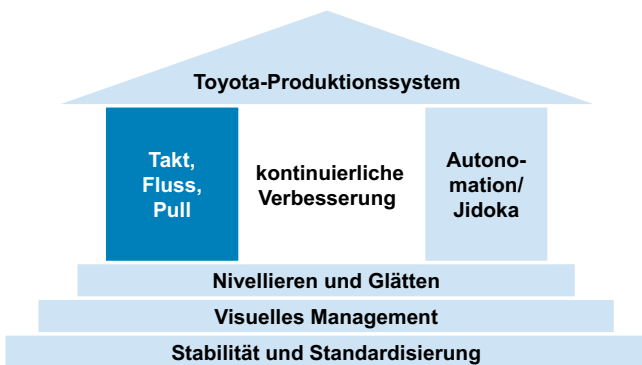 Toyota-Produktionssystem
Takt,
Fluss,
Pull
kontinuierliche
Verbesserung
Autono-
mation/
Jidoka
Nivellieren und Glätten
Visuelles Management
Stabilität und Standardisierung